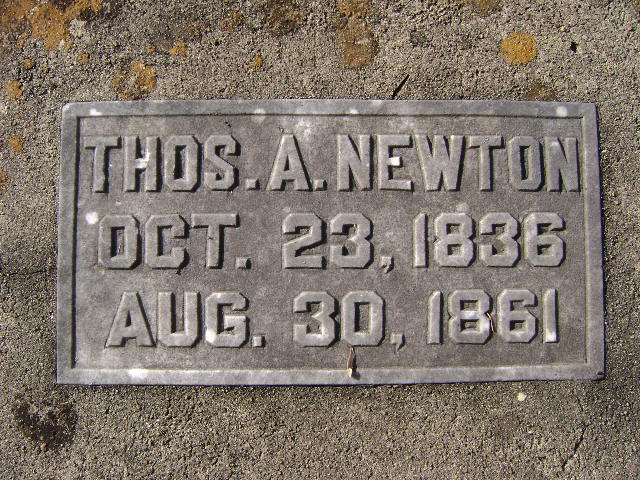 THOS. A. NEWTON
OCT. 23, 1836
AUG. 30, 1861